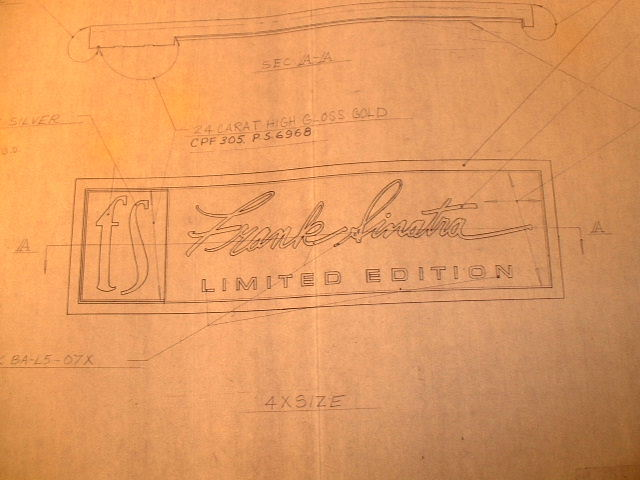 SEC A-A
SILVER
24 CARAT HIGH GLOSS GOLD
CPF 305, P.S. 6968
fs
Frank Sinatra
LIMITED EDITION
A
A
BA-L5-07X
4 X SIZE